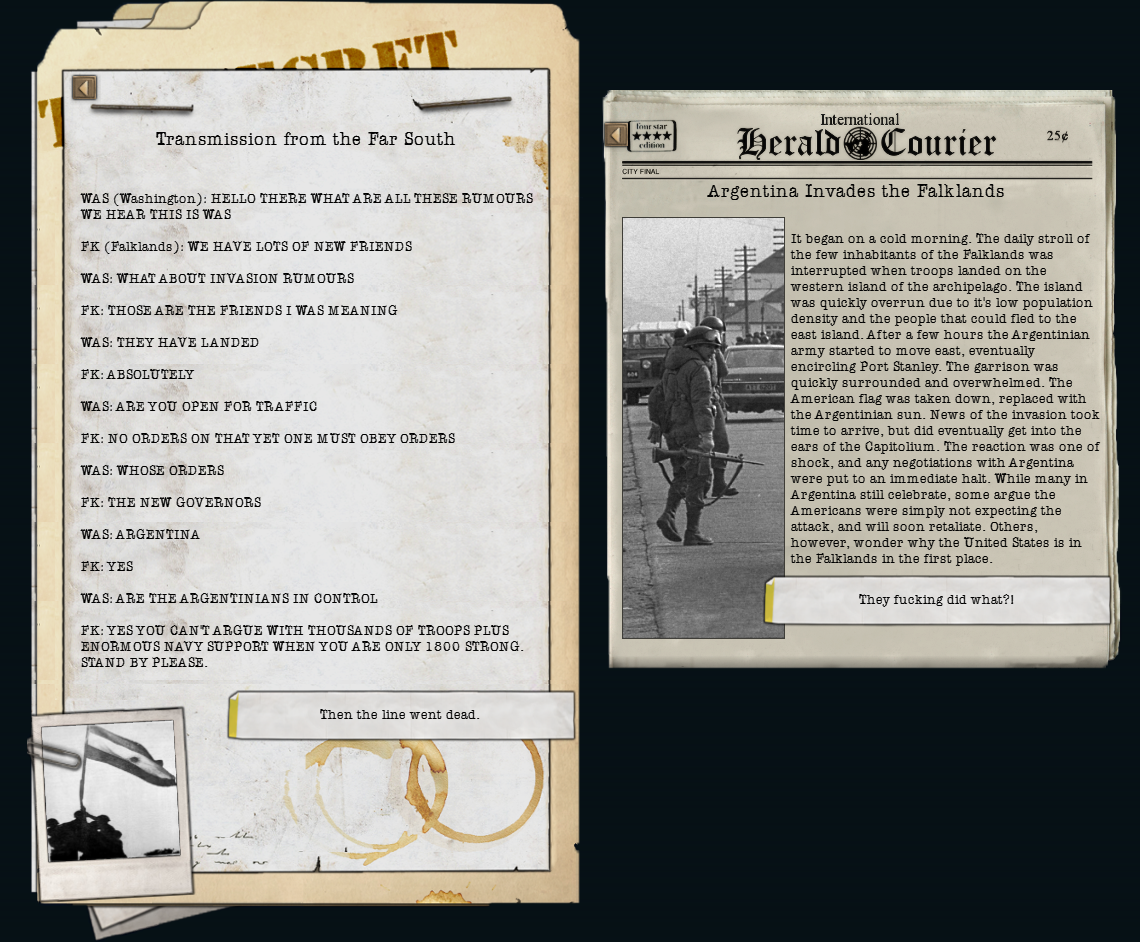 Transmission from the Far South
WAS (Washington): HELLO THERE WHAT ARE ALL THESE RUMOURS
WE HEAR THIS IS WAS
FK (Falklands): WE HAVE LOTS OF NEW FRIENDS
WAS: WHAT ABOUT INVASION RUMOURS
FK: THOSE ARE THE FRIENDS I WAS MEANING
WAS: THEY HAVE LANDED
FK: ABSOLUTELY
WAS: ARE YOU OPEN FOR TRAFFIC
FK: NO ORDERS ON THAT YET ONE MUST OBEY ORDERS
WAS: WHOSE ORDERS
FK: THE NEW GOVERNORS
WAS: ARGENTINA
FK: YES
WAS: ARE THE ARGENTINIANS IN CONTROL
FK: YES YOU CAN'T ARGUE WITH THOUSANDS OF TROOPS PLUS
ENORMOUS NAVY SUPPORT WHEN YOU ARE ONLY 1800 STRONG.
STAND BY PLEASE.
Then the line went dead.
four star
edition
International
Herald Courier
25¢
CITY FINAL
Argentina Invades the Falklands
It began on a cold morning. The daily stroll of
the few inhabitants of the Falklands was
interrupted when troops landed on the
western island of the archipelago. The island
was quickly overrun due to it's low population
density and the people that could fled to the
east island. After a few hours the Argentinian
army started to move east, eventually
encircling Port Stanley. The garrison was
quickly surrounded and overwhelmed. The
American flag was taken down, replaced with
the Argentinian sun. News of the invasion took
time to arrive, but did eventually get into the
ears of the Capitolium. The reaction was one of
shock, and any negotiations with Argentina
were put to an immediate halt. While many in
Argentina still celebrate, some argue the
Americans were simply not expecting the
attack, and will soon retaliate. Others,
however, wonder why the United States is in
the Falklands in the first place.
They fucking did what?!